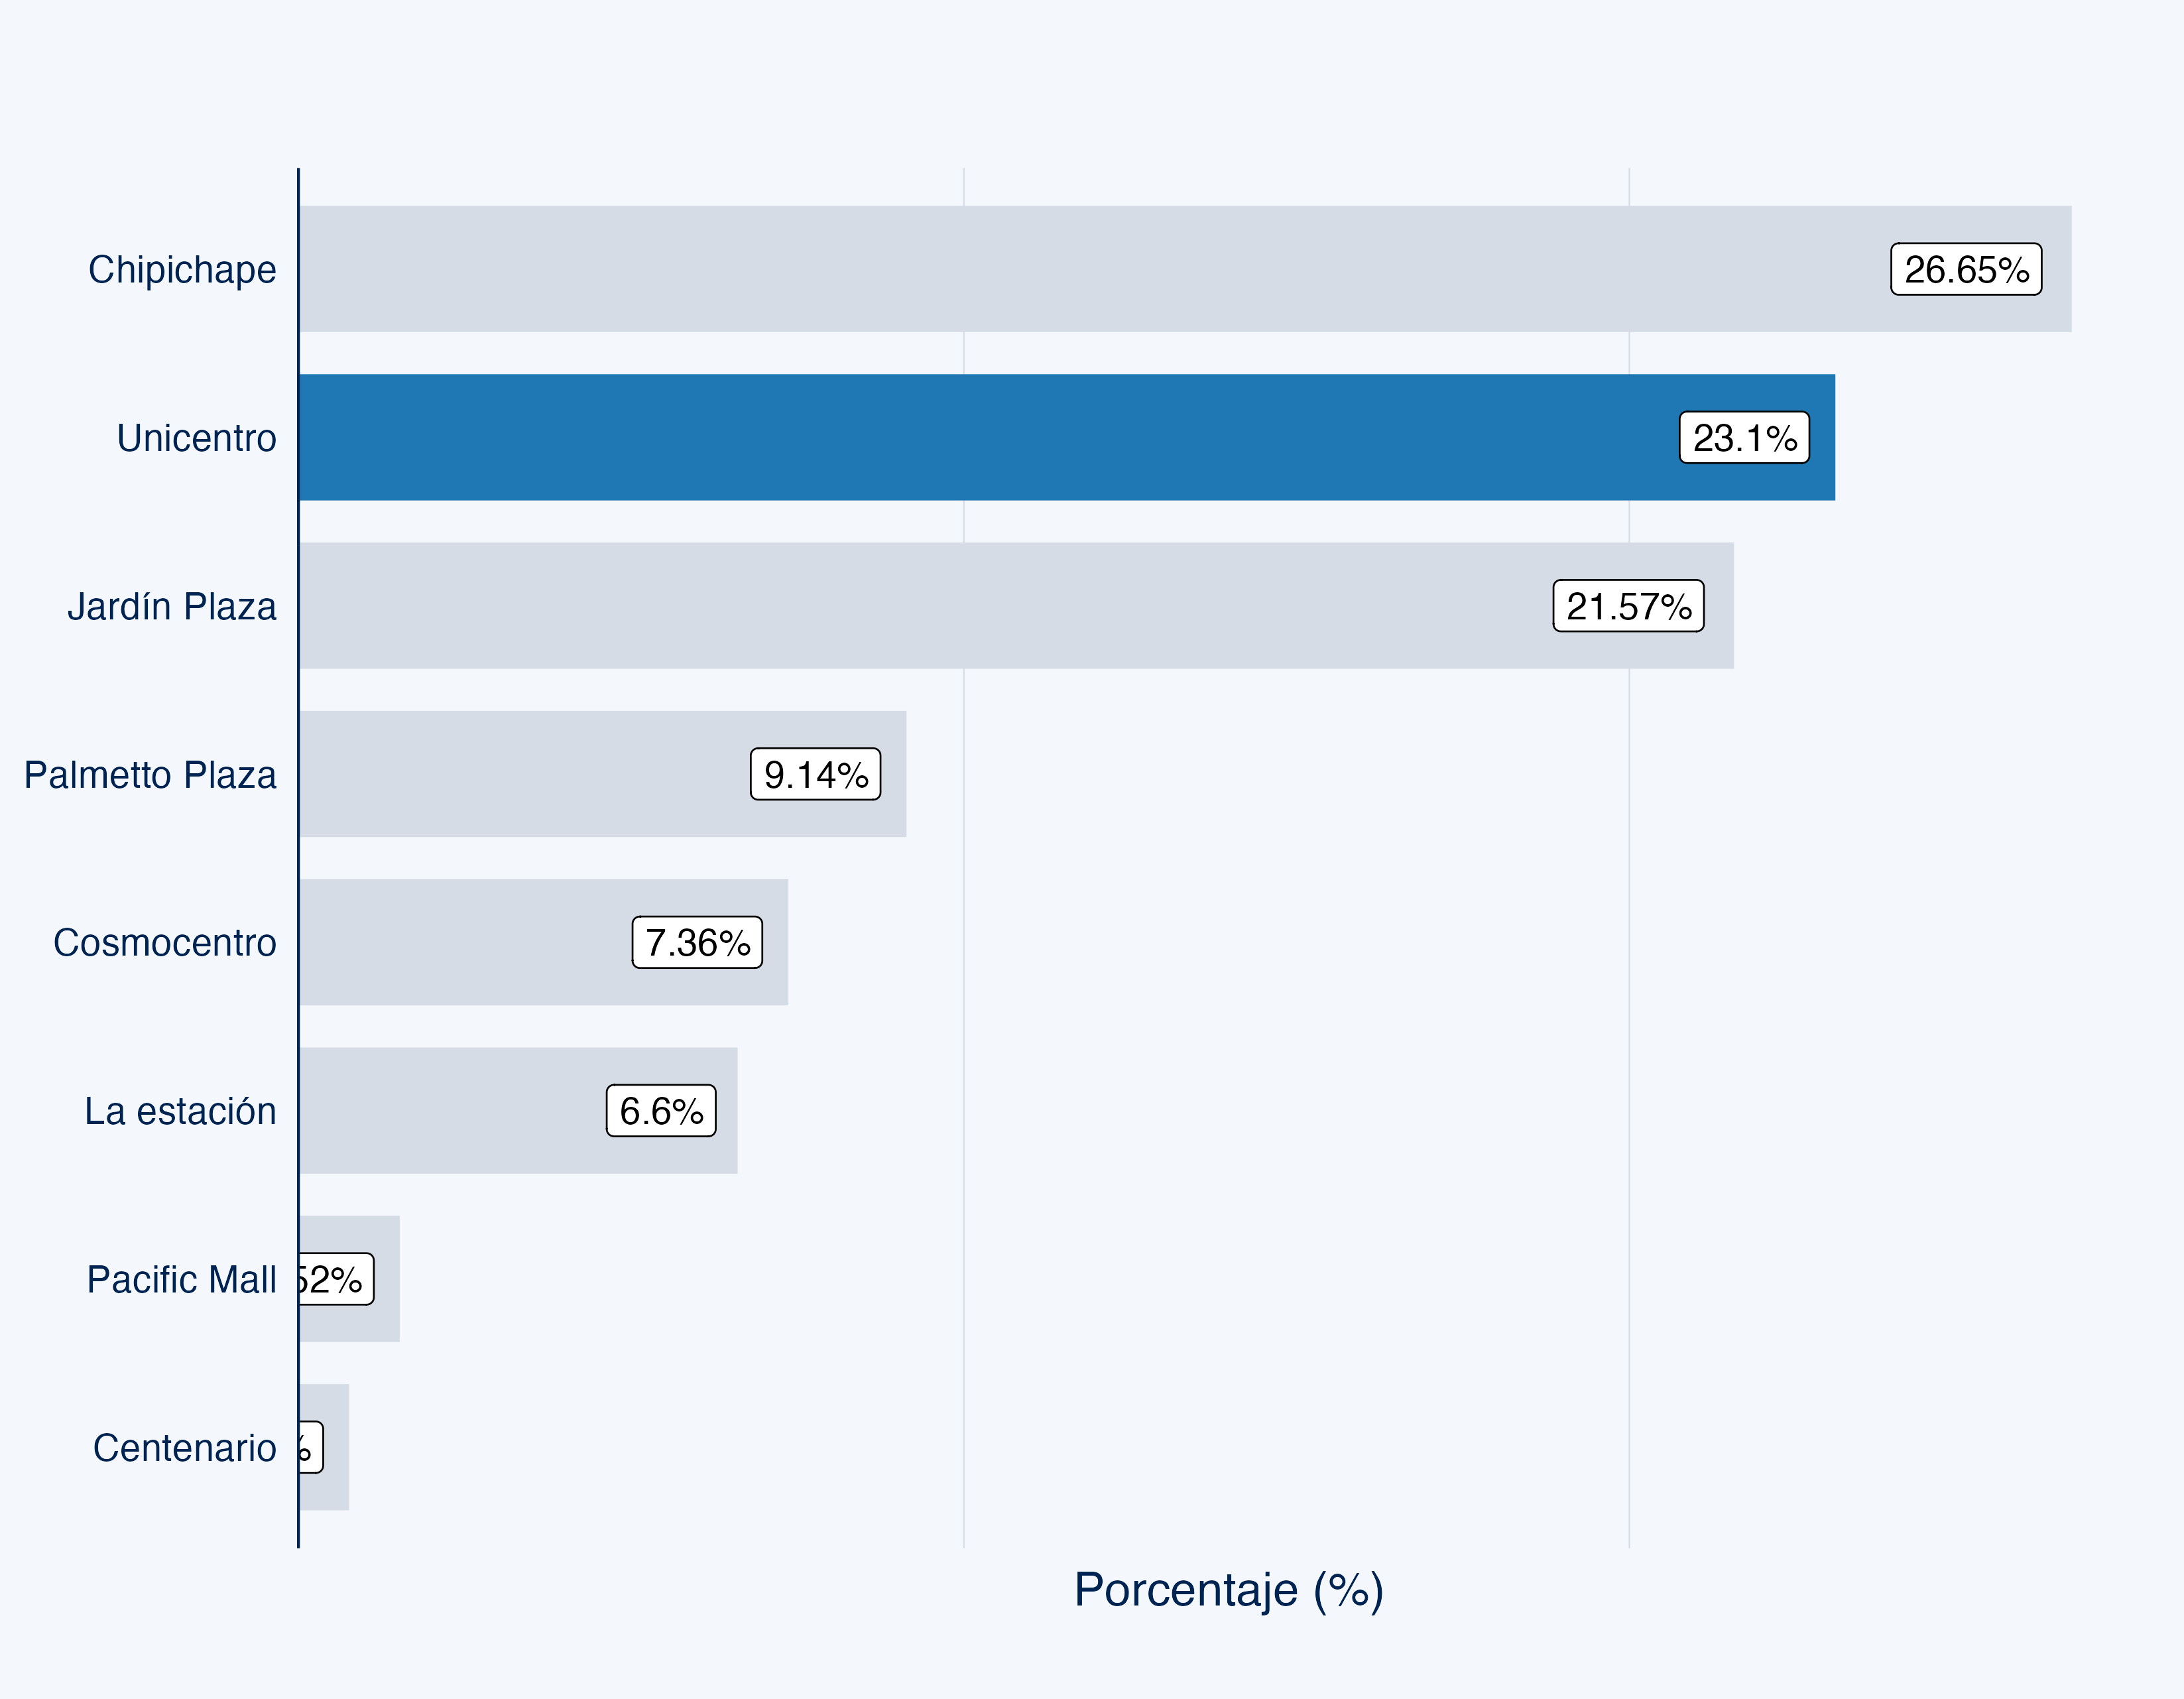 Chipichape 26.65%
Unicentro 23.1%
Jardín Plaza 21.57%
Palmetto Plaza 9.14%
Cosmocentro 7.36%
La estación 6.6%
Pacific Mall 52%
Centenario %
Porcentaje (%)